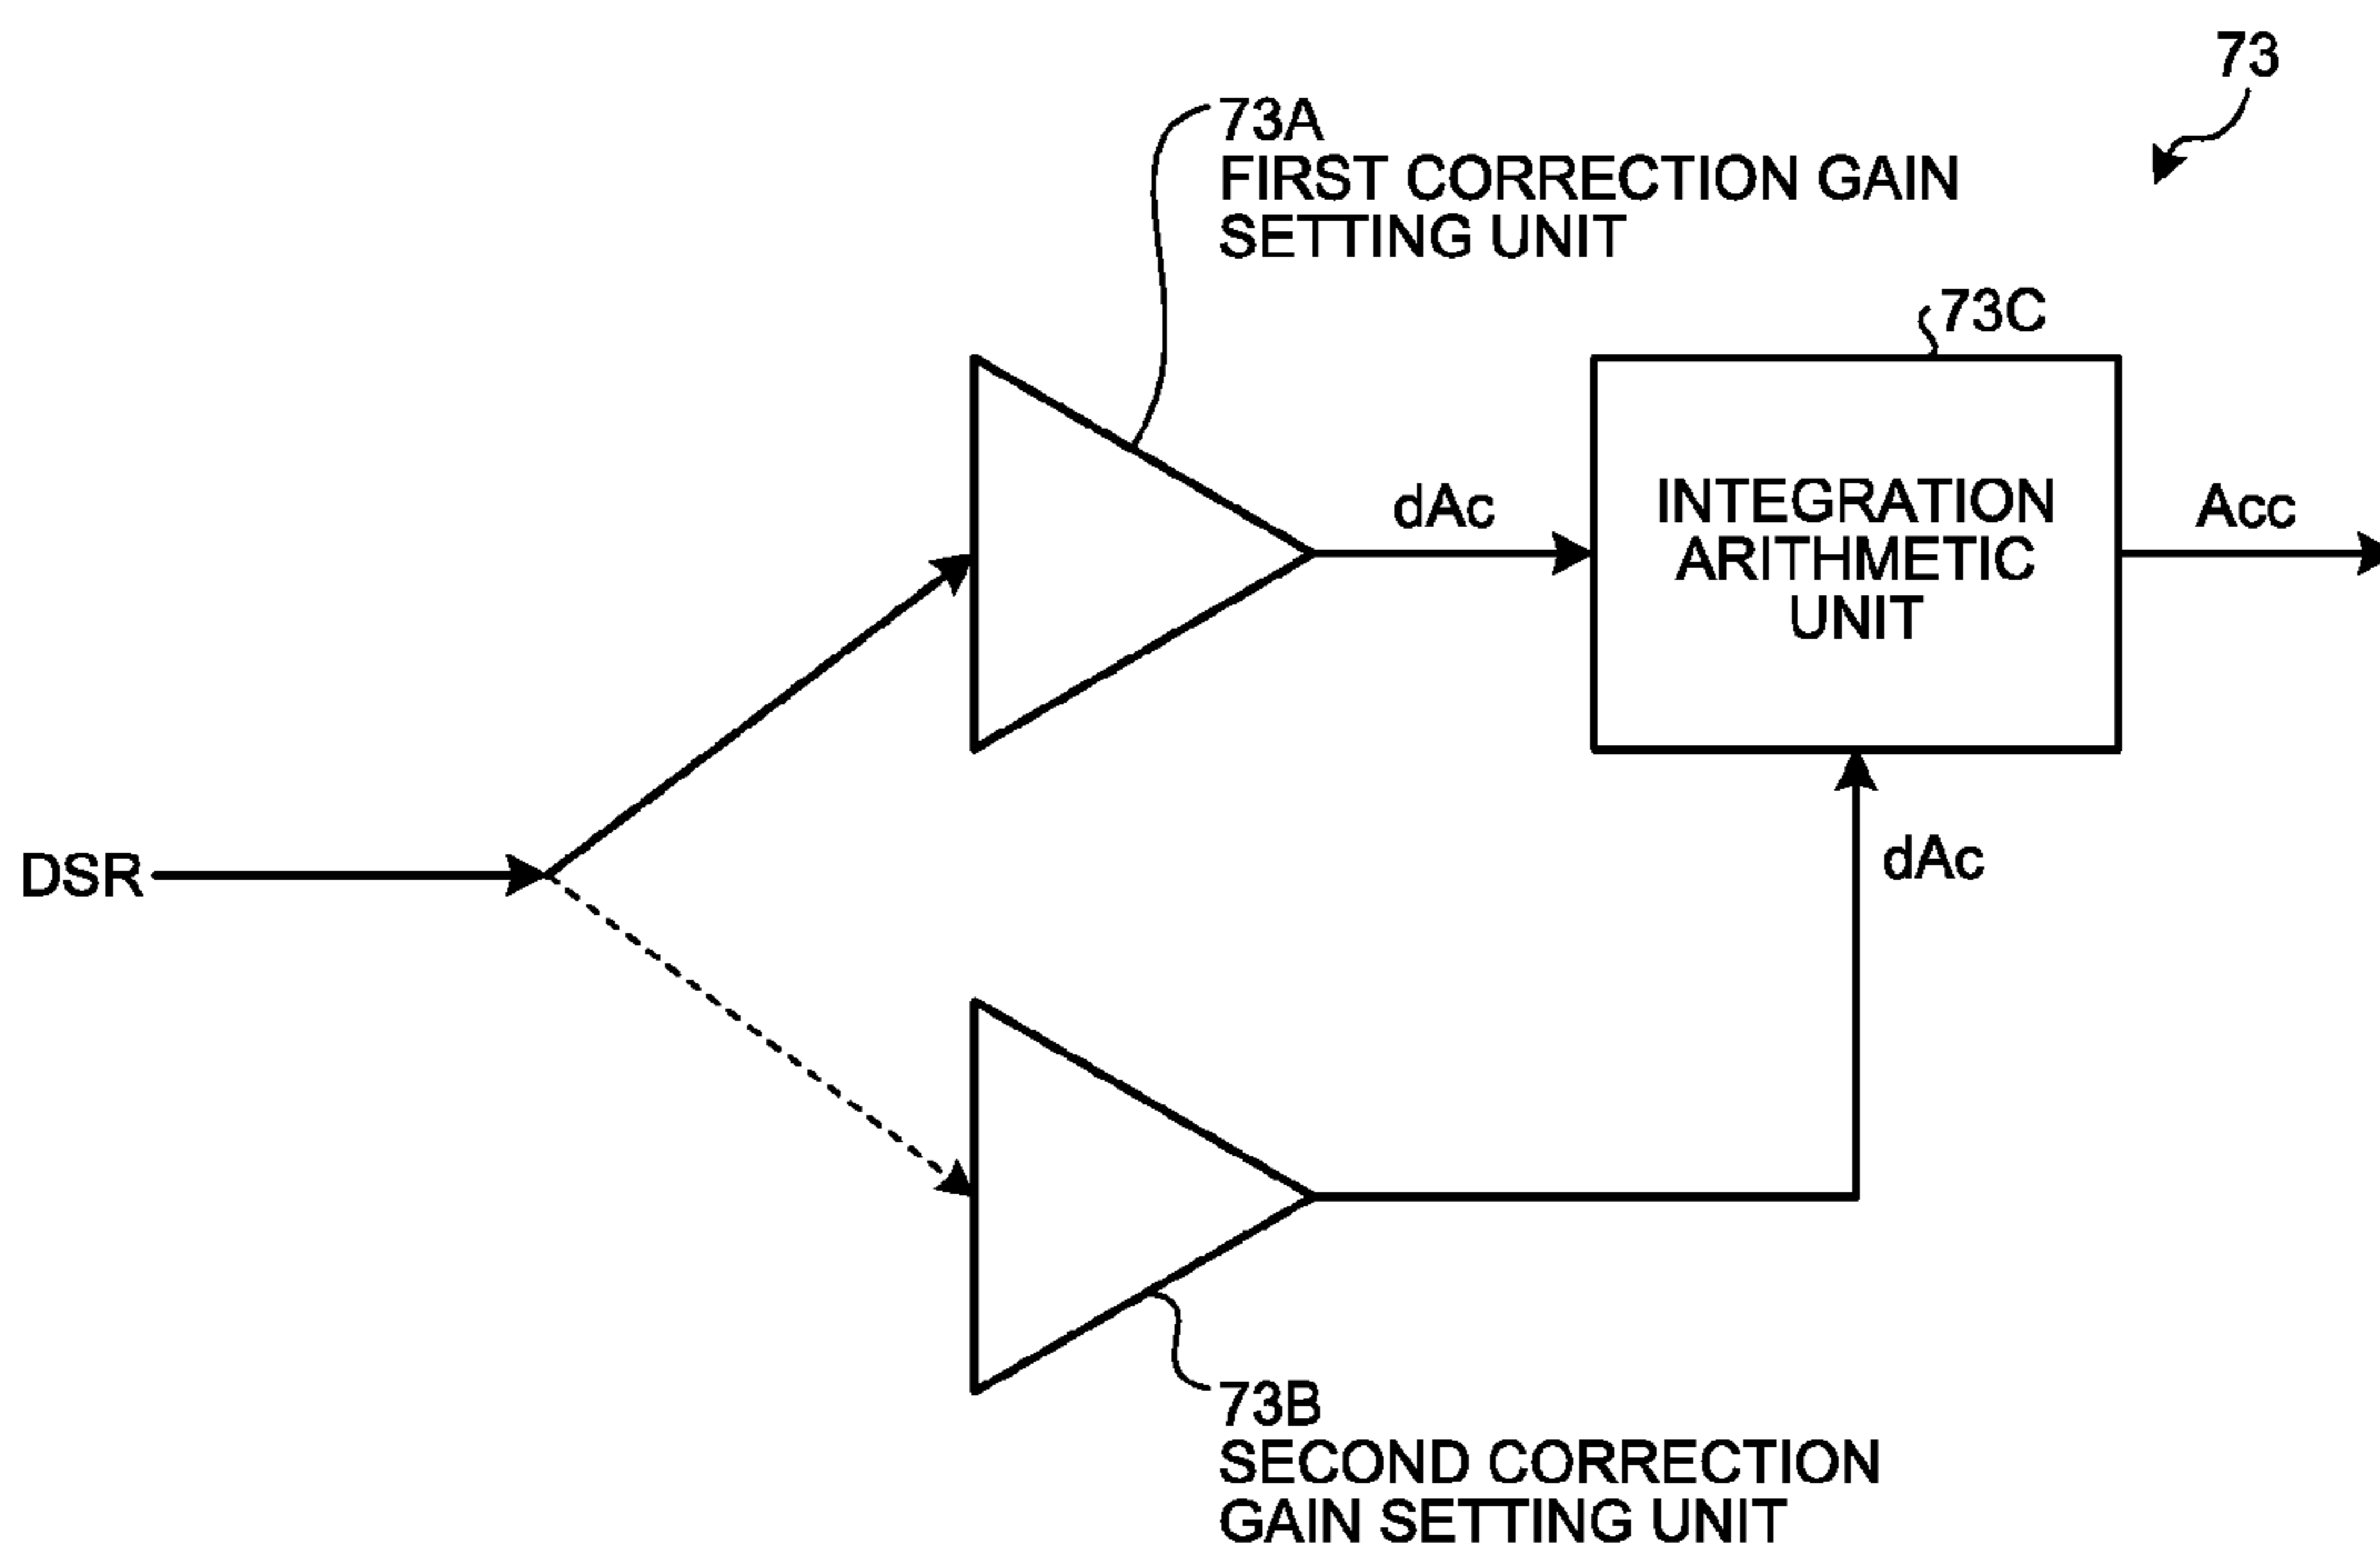 73
73A
FIRST CORRECTION GAIN
SETTING UNIT
73C
INTEGRATION
ARITHMETIC
UNIT
dAc
Acc
DSR
dAc
73B
SECOND CORRECTION
GAIN SETTING UNIT